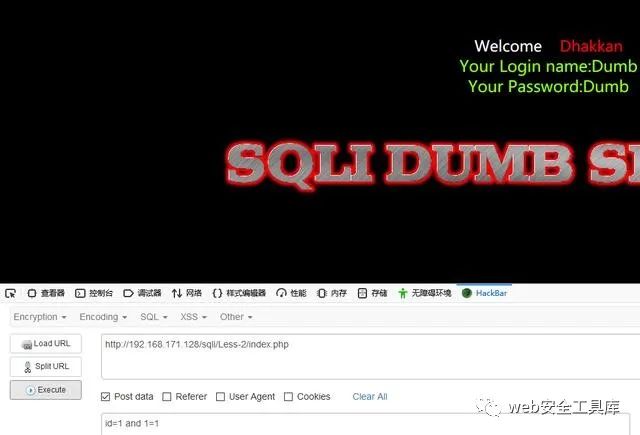 Welcome Dhakkan
Your Login name:Dumb
Your Password:Dumb
SQLI DUMB
查看器 控制台 调试器 网络 {} 样式编辑器 性能 内存 存储 无障碍环境 HackBar
Encryption Encoding SQL XSS Other
Load URL
http://192.168.171.128/sqli/Less-2/index.php
Split URL
Execute
Post data Referer User Agent Cookies Clear All
id=1 and 1=1
web安全工具库